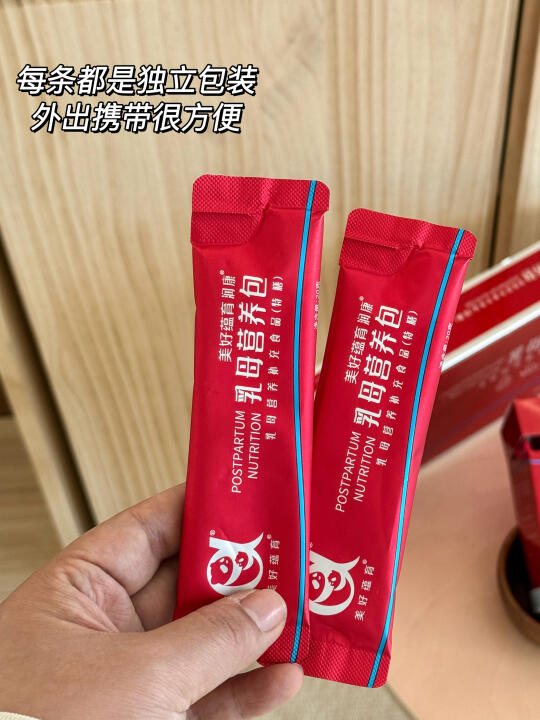 每条都是独立包装
外出携带很方便
美好蕴育润康®
乳母营养包
乳母营养补充食品(特膳)
POSTPARTUM
NUTRITION
美好蕴育®
美好蕴育润康®
乳母营养包
乳母营养补充食品(特膳)
POSTPARTUM
NUTRITION
美好蕴育®